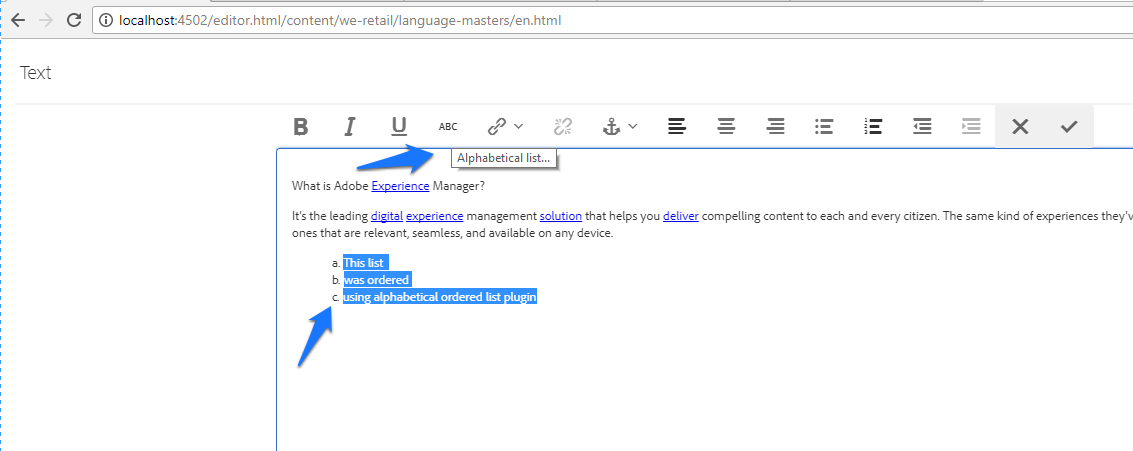 localhost:4502/editor.html/content/we-retail/language-masters/en.html
Text
B I U ABC
Alphabetical list...
What is Adobe Experience Manager?
It's the leading digital experience management solution that helps you deliver compelling content to each and every citizen. The same kind of experiences they'v
ones that are relevant, seamless, and available on any device.
a. This list
b. was ordered
c. using alphabetical ordered list plugin